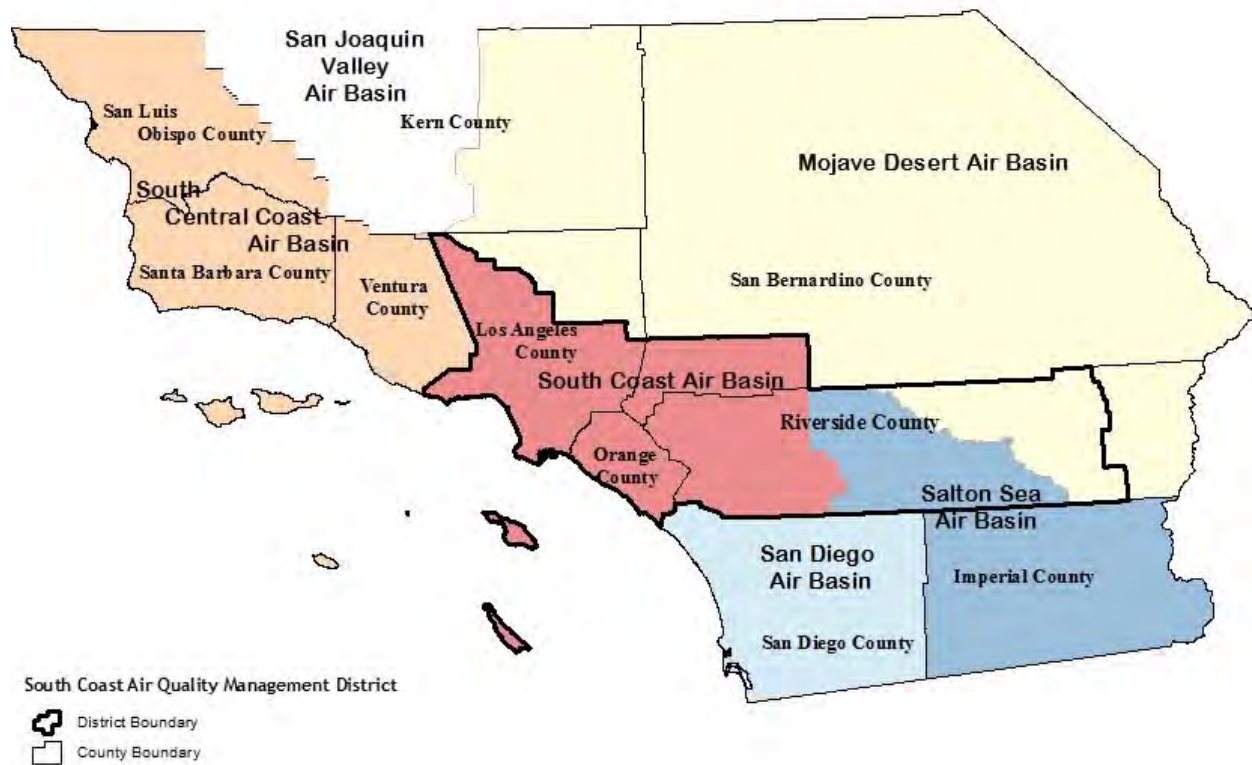 San Joaquin
Valley
Air Basin
San Luis
Obispo County
Kern County
Mojave Desert Air Basin
South
Central Coast
Air Basin
Santa Barbara County
Ventura
County
San Bernardino County
Los Angeles
County
South Coast Air Basin
Riverside County
Orange
County
Salton Sea
Air Basin
San Diego
Air Basin
Imperial County
San Diego County
South Coast Air Quality Management District
District Boundary
County Boundary